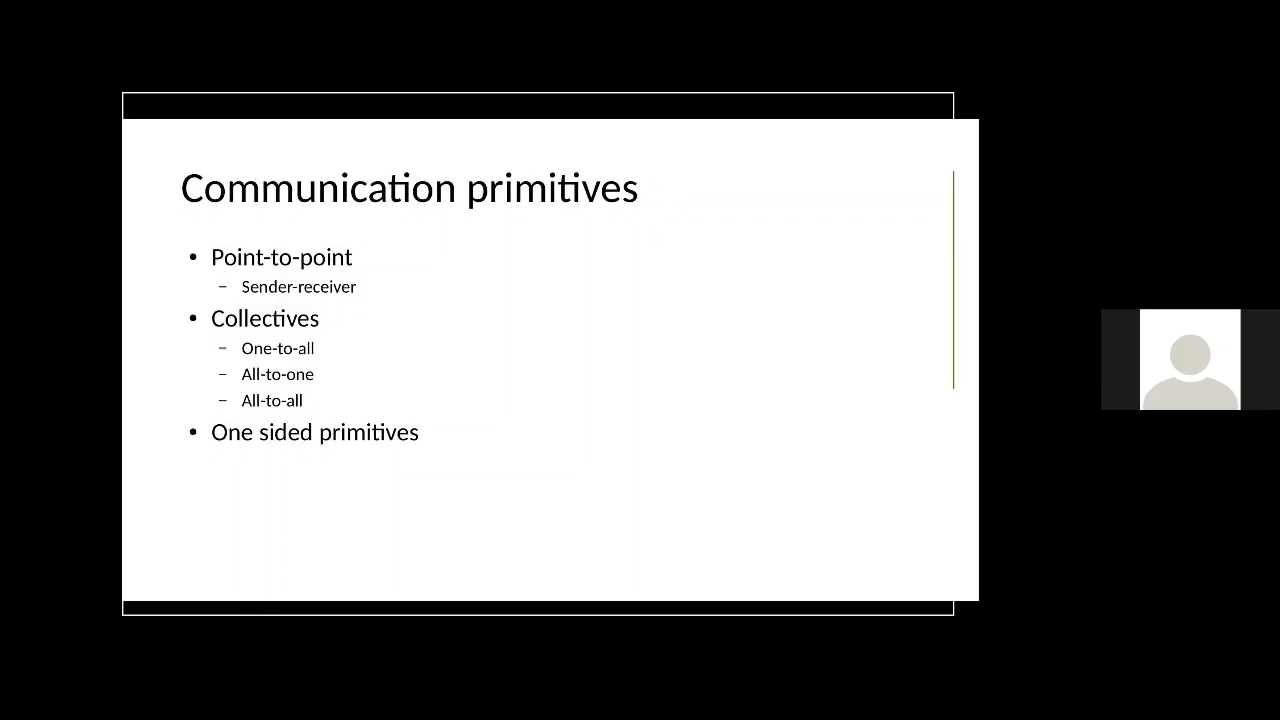 Communication primitives
• Point-to-point
– Sender-receiver
• Collectives
– One-to-all
– All-to-one
– All-to-all
• One sided primitives